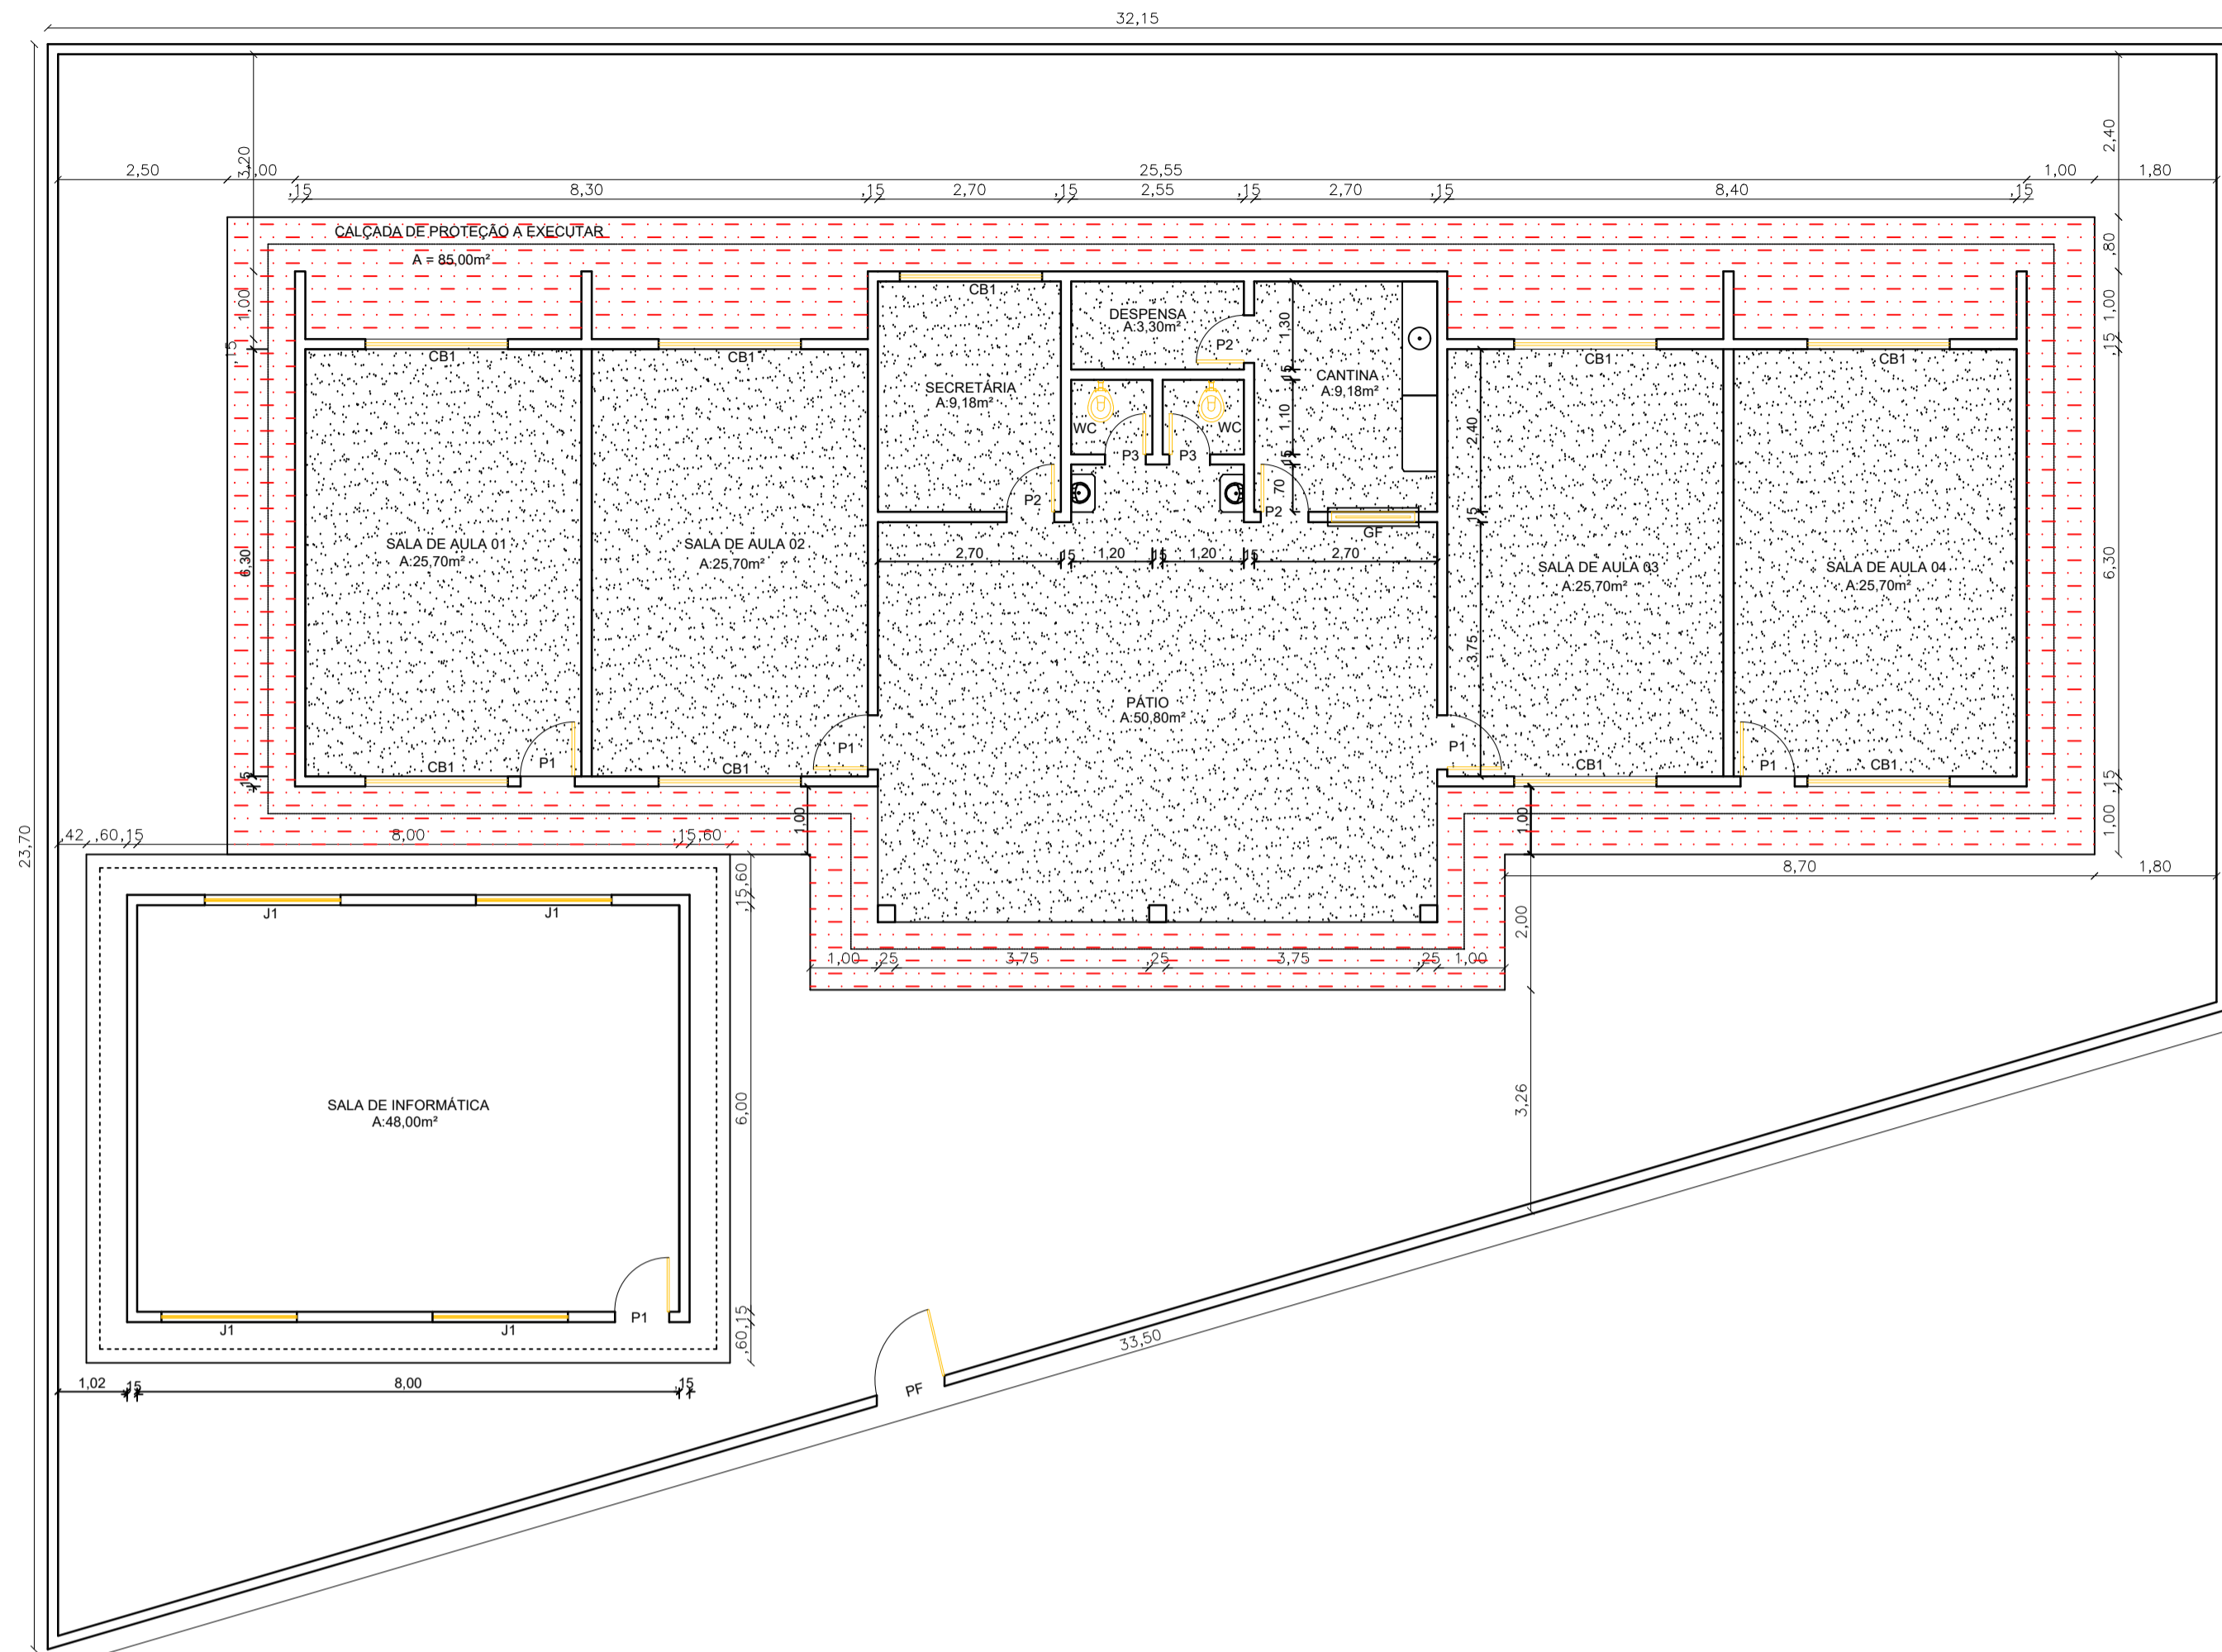 32,15
2,50
1,00
25,55
1,00
1,80
3,20
2,40
,15
8,30
,15
2,70
,15
2,55
,15
2,70
,15
8,40
,15
CALÇADA DE PROTEÇÃO A EXECUTAR
A = 85,00m²
,80
1,00
,15
CB1
CB1
CB1
CB1
CB1
1,00
,15
DESPENSA
A:3,30m²
P2
1,30
,15
SECRETÁRIA
A:9,18m²
CANTINA
A:9,18m²
WC
WC
1,10
2,40
P3
P3
,15
P2
,70
P2
,15
GF
SALA DE AULA 01
A:25,70m²
SALA DE AULA 02
A:25,70m²
2,70
,15
1,20
,15
1,20
,15
2,70
SALA DE AULA 03
A:25,70m²
SALA DE AULA 04
A:25,70m²
6,30
6,30
3,75
PÁTIO
A:50,80m²
CB1
P1
CB1
P1
P1
CB1
P1
CB1
,15
,15
1,00
1,00
1,00
23,70
,42
,60
,15
8,00
,15
,60
8,70
1,80
,60
,15
J1
J1
2,00
1,00
,25
3,75
,25
3,75
,25
1,00
SALA DE INFORMÁTICA
A:48,00m²
6,00
3,26
J1
J1
P1
,15
,60
33,50
PF
1,02
,15
8,00
,15